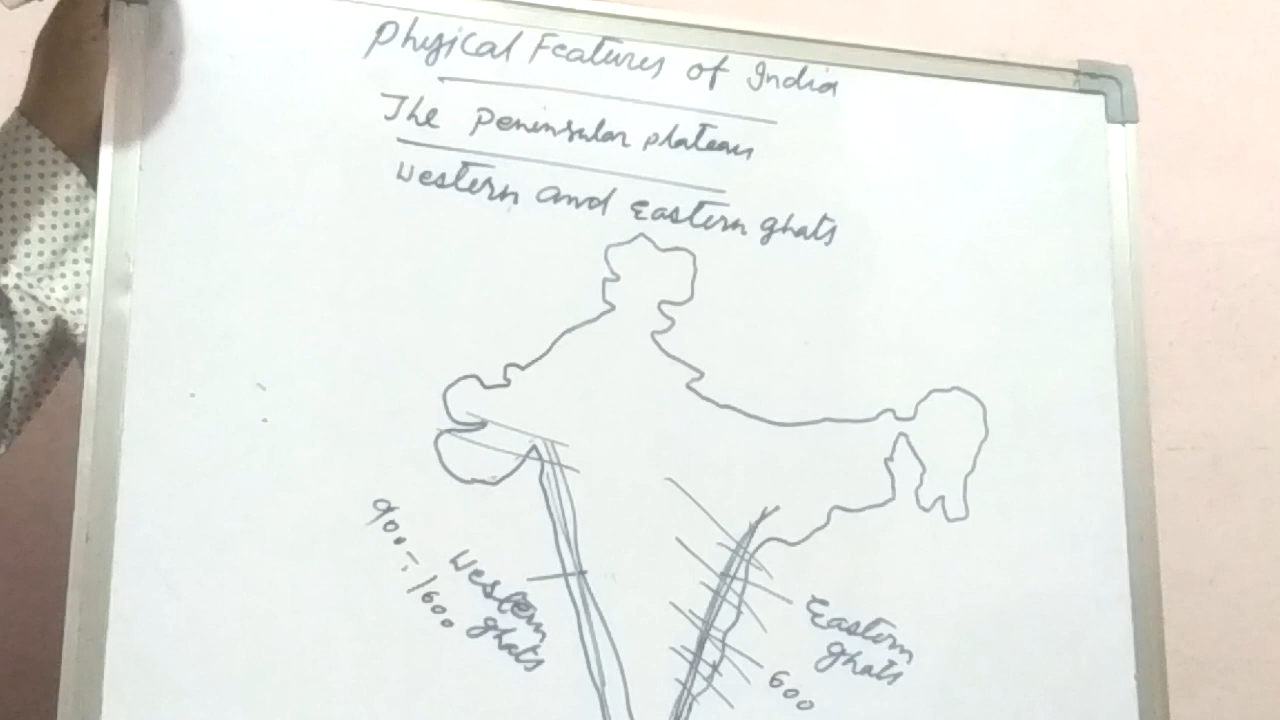 Physical Features of India
The Peninsular plateau
Western and Eastern ghats
900-1600
Western
ghats
Eastern
ghats
600